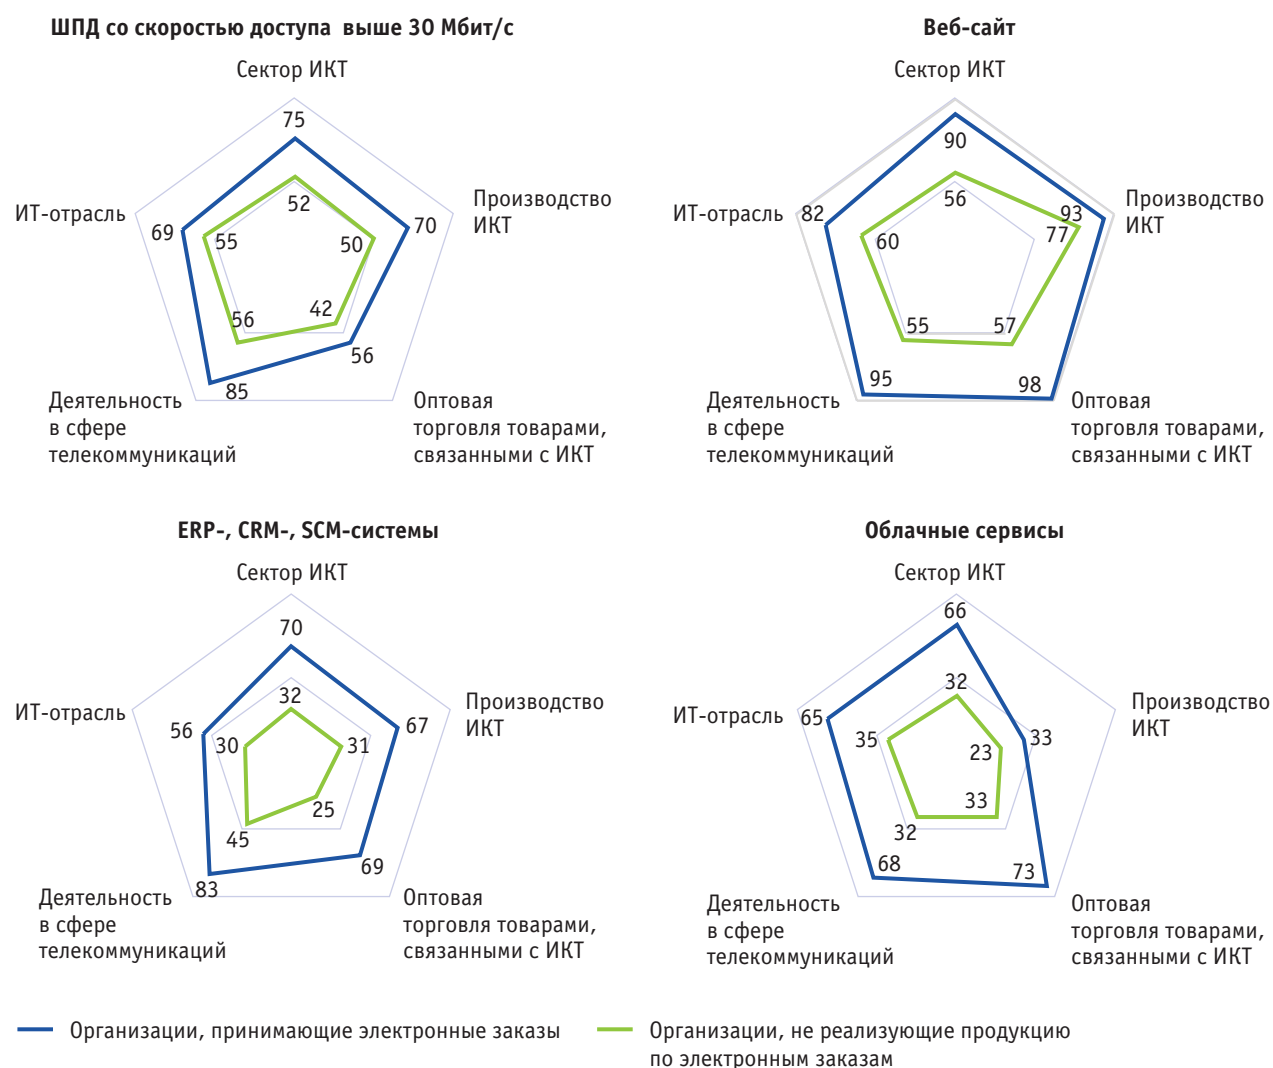 ШПД со скоростью доступа выше 30 Мбит/с
Сектор ИКТ
75
52
ИТ-отрасль
69
55
50
70
Производство
ИКТ
56
42
56
85
Деятельность
в сфере
телекоммуникаций
Оптовая
торговля товарами,
связанными с ИКТ
Веб-сайт
Сектор ИКТ
90
56
ИТ-отрасль
82
60
93
77
Производство
ИКТ
55
57
95
98
Деятельность
в сфере
телекоммуникаций
Оптовая
торговля товарами,
связанными с ИКТ
ERP-, CRM-, SCM-системы
Сектор ИКТ
70
32
ИТ-отрасль
56
30
31
67
Производство
ИКТ
25
45
69
83
Деятельность
в сфере
телекоммуникаций
Оптовая
торговля товарами,
связанными с ИКТ
Облачные сервисы
Сектор ИКТ
66
32
ИТ-отрасль
65
35
23
33
Производство
ИКТ
33
32
68
73
Деятельность
в сфере
телекоммуникаций
Оптовая
торговля товарами,
связанными с ИКТ
Организации, принимающие электронные заказы
Организации, не реализующие продукцию
по электронным заказам